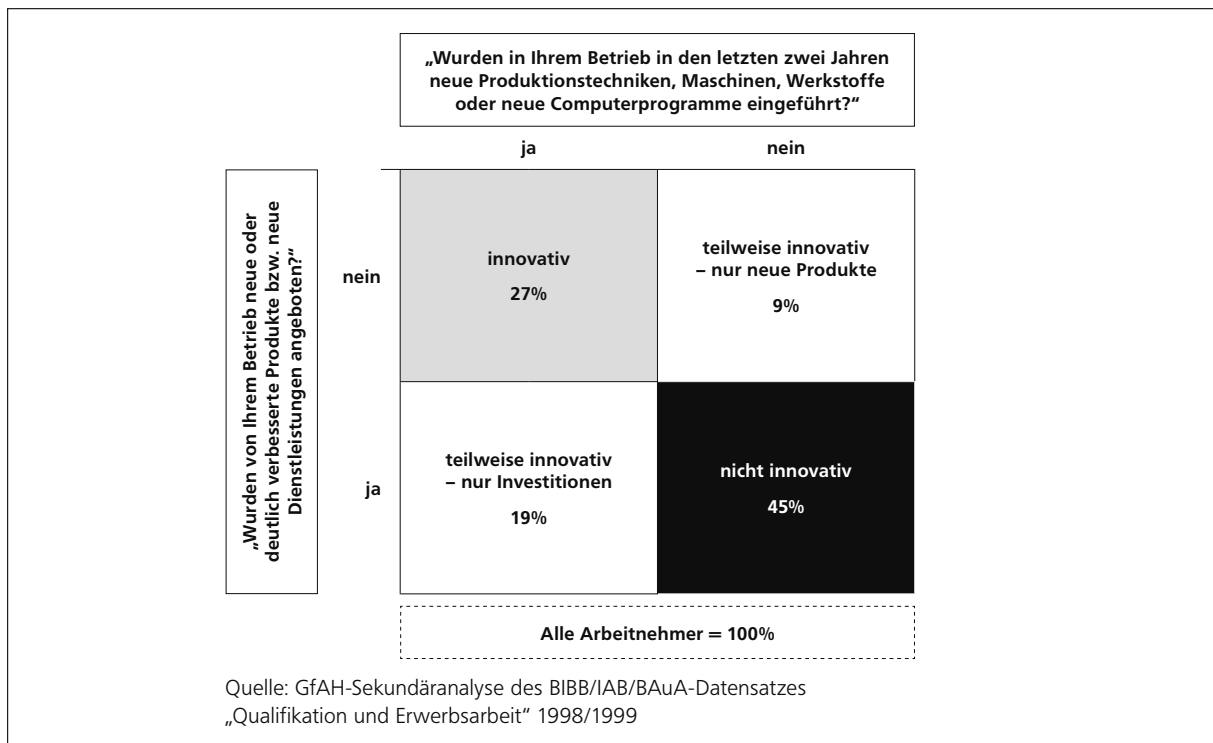 „Wurden in Ihrem Betrieb in den letzten zwei Jahren
neue Produktionstechniken, Maschinen, Werkstoffe
oder neue Computerprogramme eingeführt?“
ja
nein
„Wurden von Ihrem Betrieb neue oder
deutlich verbesserte Produkte bzw. neue
Dienstleistungen angeboten?“
nein
innovativ
27%
teilweise innovativ
– nur neue Produkte
9%
ja
teilweise innovativ
– nur Investitionen
19%
nicht innovativ
45%
Alle Arbeitnehmer = 100%
Quelle: GfAH-Sekundäranalyse des BIBB/IAB/BAuA-Datensatzes
„Qualifikation und Erwerbsarbeit“ 1998/1999